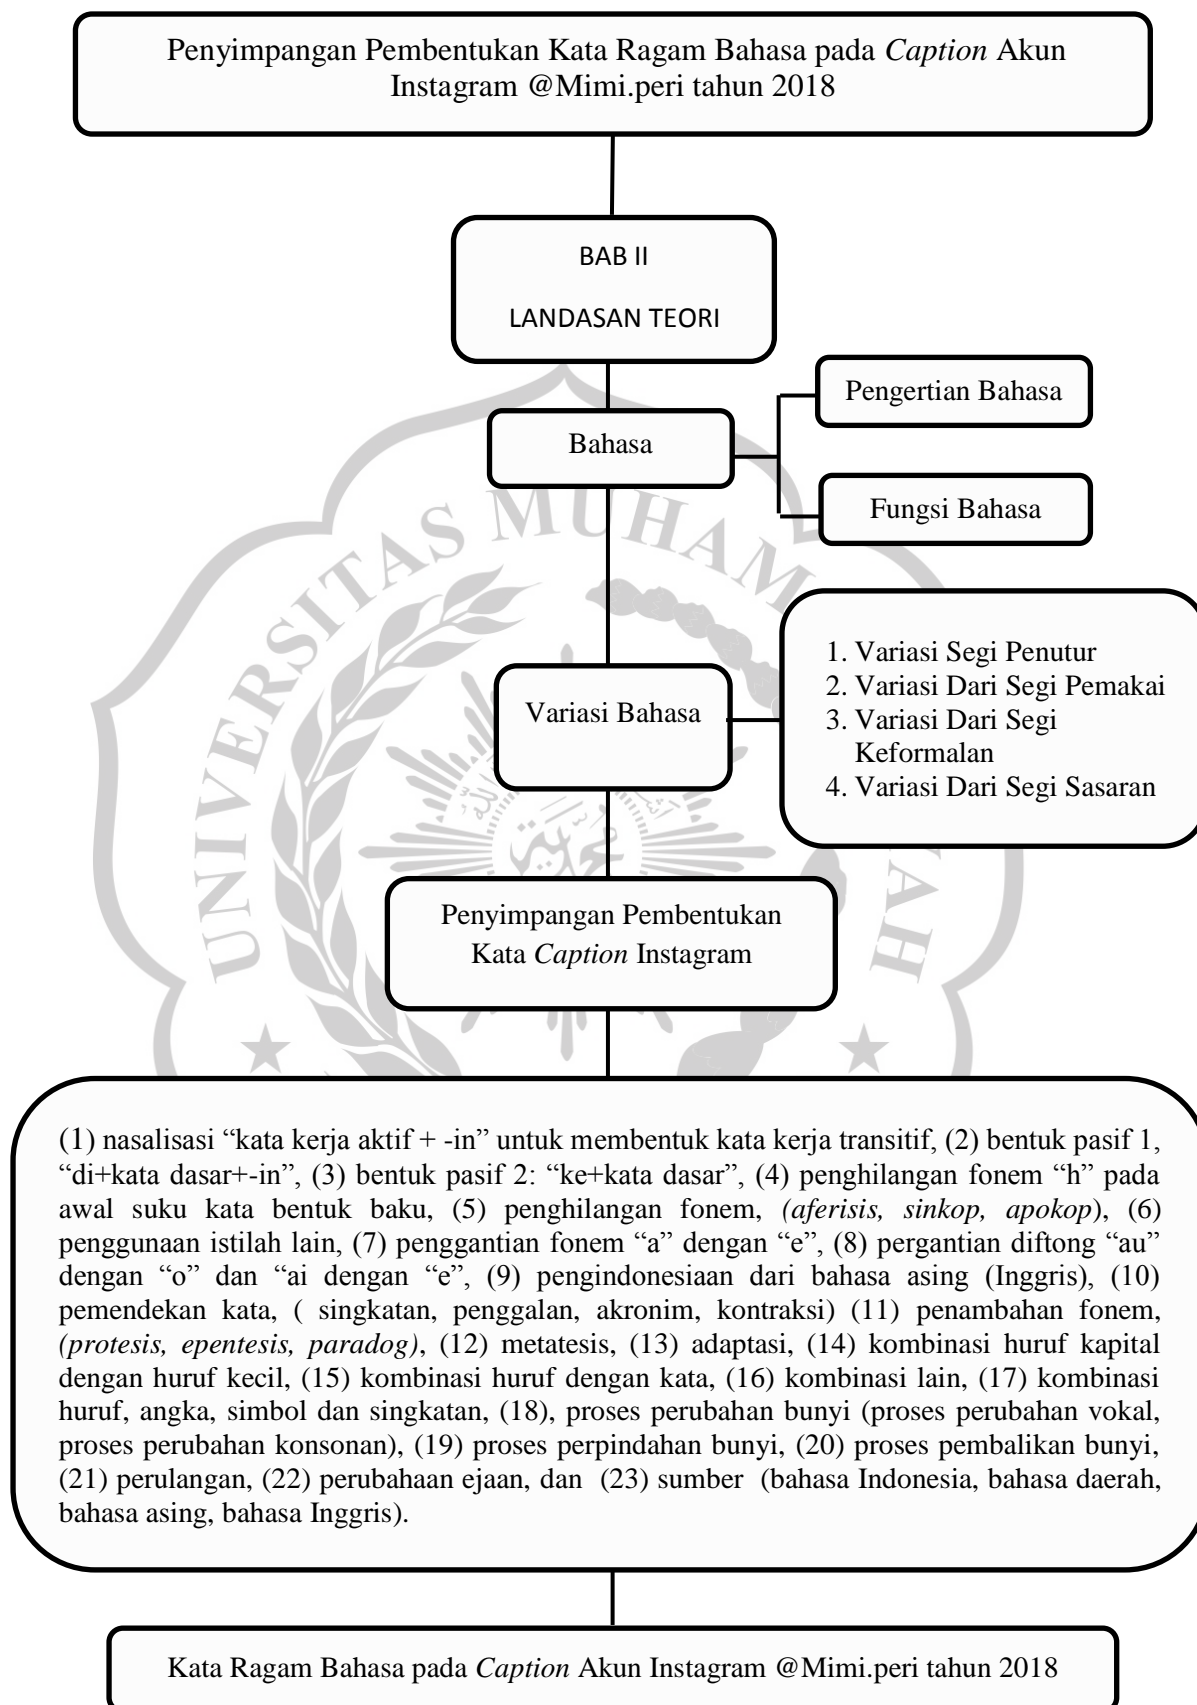 Penyimpangan Pembentukan Kata Ragam Bahasa pada Caption Akun
Instagram @Mimi.peri tahun 2018
BAB II
LANDASAN TEORI
Bahasa
Pengertian Bahasa
Fungsi Bahasa
UNIVERSITAS MUHAM
Variasi Bahasa
1. Variasi Segi Penutur
2. Variasi Dari Segi Pemakai
3. Variasi Dari Segi
Keformalan
4. Variasi Dari Segi Sasaran
YAH
Penyimpangan Pembentukan
Kata Caption Instagram
(1) nasalisasi “kata kerja aktif + -in” untuk membentuk kata kerja transitif, (2) bentuk pasif 1,
“di+kata dasar+-in”, (3) bentuk pasif 2: “ke+kata dasar”, (4) penghilangan fonem “h” pada
awal suku kata bentuk baku, (5) penghilangan fonem, (aferisis, sinkop, apokop), (6)
penggunaan istilah lain, (7) penggantian fonem “a” dengan “e”, (8) pergantian diftong “au”
dengan “o” dan “ai dengan “e”, (9) pengindonesiaan dari bahasa asing (Inggris), (10)
pemendekan kata, ( singkatan, penggalan, akronim, kontraksi) (11) penambahan fonem,
(protesis, epentesis, paradog), (12) metatesis, (13) adaptasi, (14) kombinasi huruf kapital
dengan huruf kecil, (15) kombinasi huruf dengan kata, (16) kombinasi lain, (17) kombinasi
huruf, angka, simbol dan singkatan, (18), proses perubahan bunyi (proses perubahan vokal,
proses perubahan konsonan), (19) proses perpindahan bunyi, (20) proses pembalikan bunyi,
(21) perulangan, (22) perubahaan ejaan, dan (23) sumber (bahasa Indonesia, bahasa daerah,
bahasa asing, bahasa Inggris).
Kata Ragam Bahasa pada Caption Akun Instagram @Mimi.peri tahun 2018